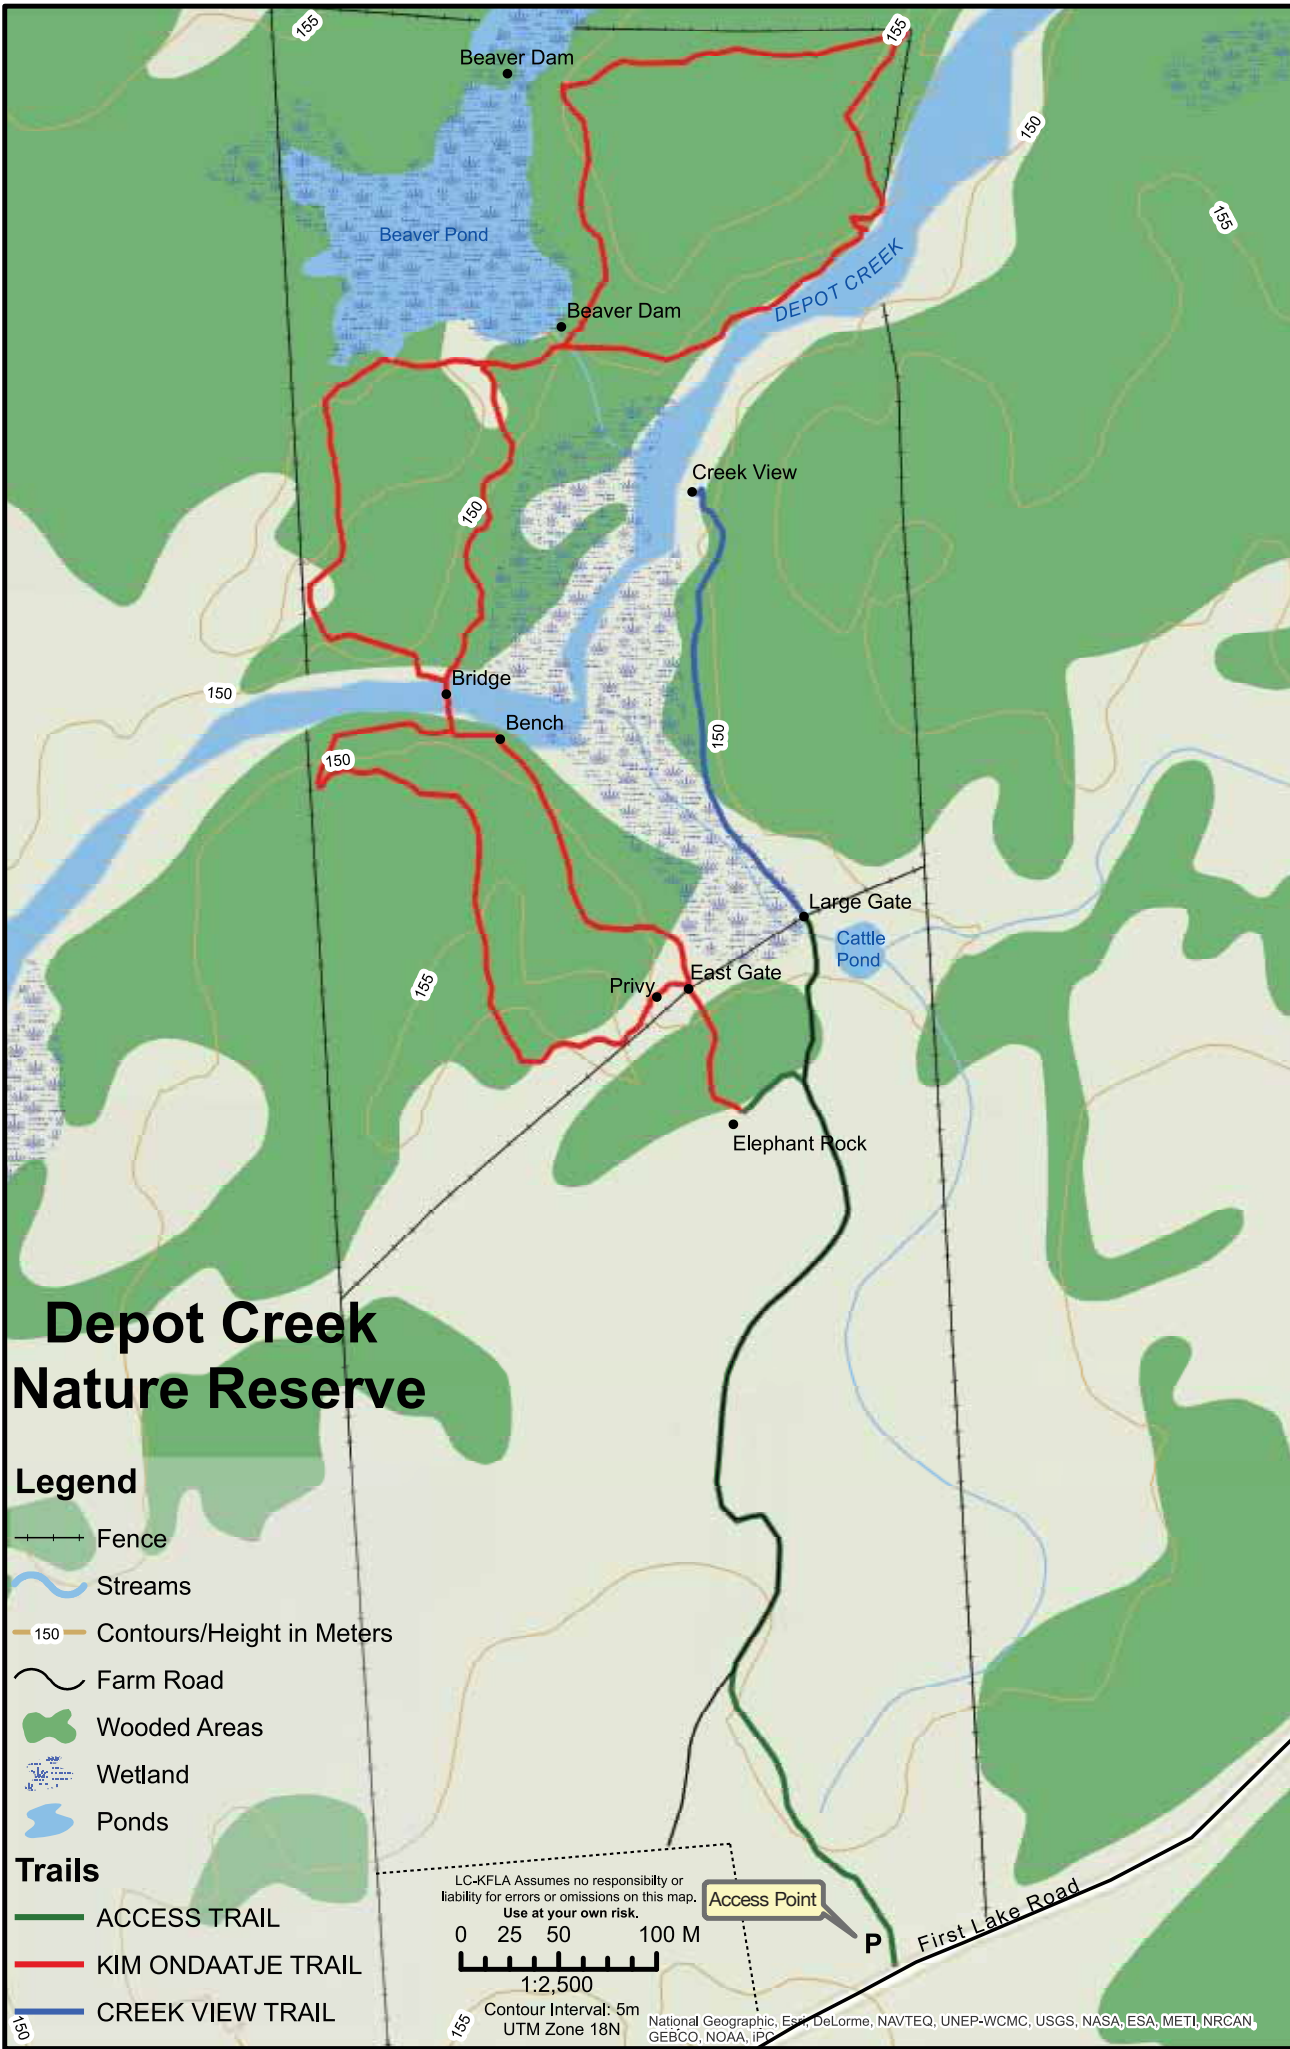 155
155
Beaver Dam
150
155
Beaver Pond
DEPOT CREEK
Beaver Dam
Creek View
150
Bridge
150
Bench
150
150
Large Gate
Cattle
Pond
East Gate
Privy
155
Elephant Rock
Depot Creek
Nature Reserve
Legend
Fence
Streams
150 Contours/Height in Meters
Farm Road
Wooded Areas
Wetland
Ponds
Trails
ACCESS TRAIL
KIM ONDAATJE TRAIL
CREEK VIEW TRAIL
LC-KFLA Assumes no responsibilty or
liability for errors or omissions on this map.
Use at your own risk.
0 25 50 100 M
1:2,500
Contour Interval: 5m
UTM Zone 18N
Access Point
P
First Lake Road
150
155
National Geographic, Esri, DeLorme, NAVTEQ, UNEP-WCMC, USGS, NASA, ESA, METI, NRCAN,
GEBCO, NOAA, iPC